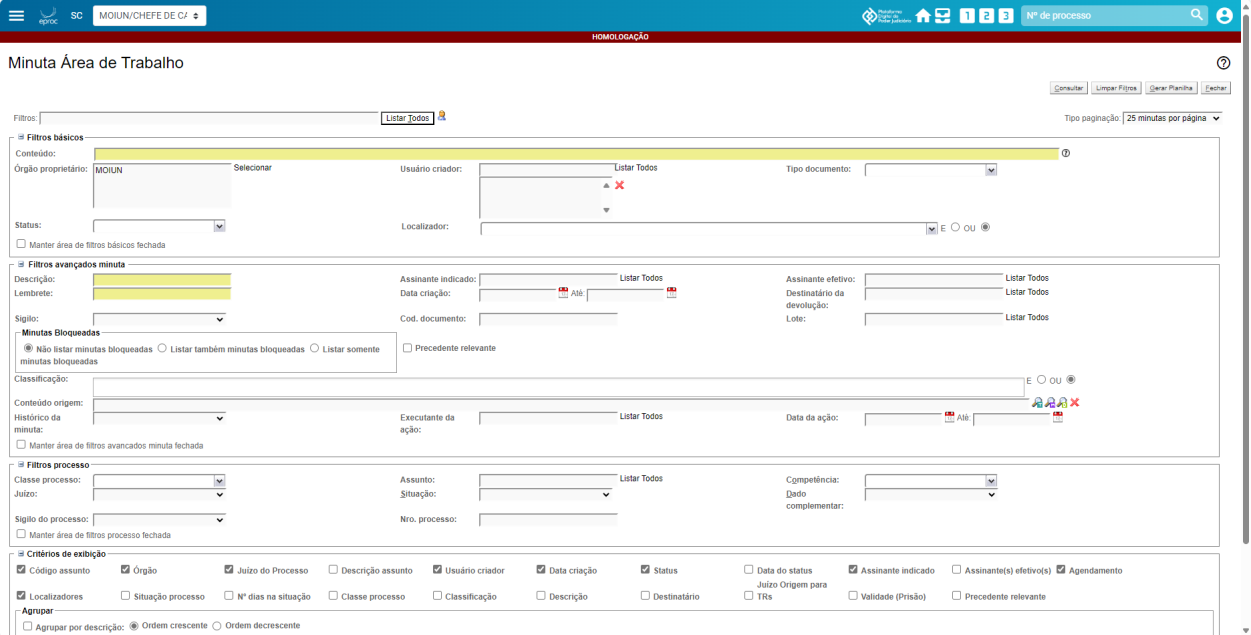 eproc SC MOIUN/CHEFE DE CA Plataforma Digital do Poder Judiciário 1 2 3 Nº de processo
HOMOLOGAÇÃO
Minuta Área de Trabalho
Consultar Limpar Filtros Gerar Planilha Fechar
Filtros: Listar Todos Tipo paginação: 25 minutas por página
Filtros básicos
Conteúdo:
Órgão proprietário: MOIUN Selecionar Usuário criador: Listar Todos Tipo documento:
Status: Localizador: E OU
Manter área de filtros básicos fechada
Filtros avançados minuta
Descrição: Assinante indicado: Listar Todos Assinante efetivo: Listar Todos
Lembrete: Data criação: Até: Destinatário da Listar Todos
devolução:
Sigilo: Cod. documento: Lote: Listar Todos
Minutas Bloqueadas
Não listar minutas bloqueadas Listar também minutas bloqueadas Listar somente Precedente relevante
minutas bloqueadas
Classificação: E OU
Conteúdo origem:
Histórico da Executante da Listar Todos Data da ação: Até:
minuta: ação:
Manter área de filtros avancados minuta fechada
Filtros processo
Classe processo: Assunto: Listar Todos Competência:
Juízo: Situação: Dado
complementar:
Sigilo do processo: Nro. processo:
Manter área de filtros processo fechada
Critérios de exibição
Código assunto Órgão Juízo do Processo Descrição assunto Usuário criador Data criação Status Data do status Assinante indicado Assinante(s) efetivo(s) Agendamento
Juízo Origem para
Localizadores Situação processo Nº dias na situação Classe processo Classificação Descrição Destinatário TRs Validade (Prisão) Precedente relevante
Agrupar
Agrupar por descrição: Ordem crescente Ordem decrescente